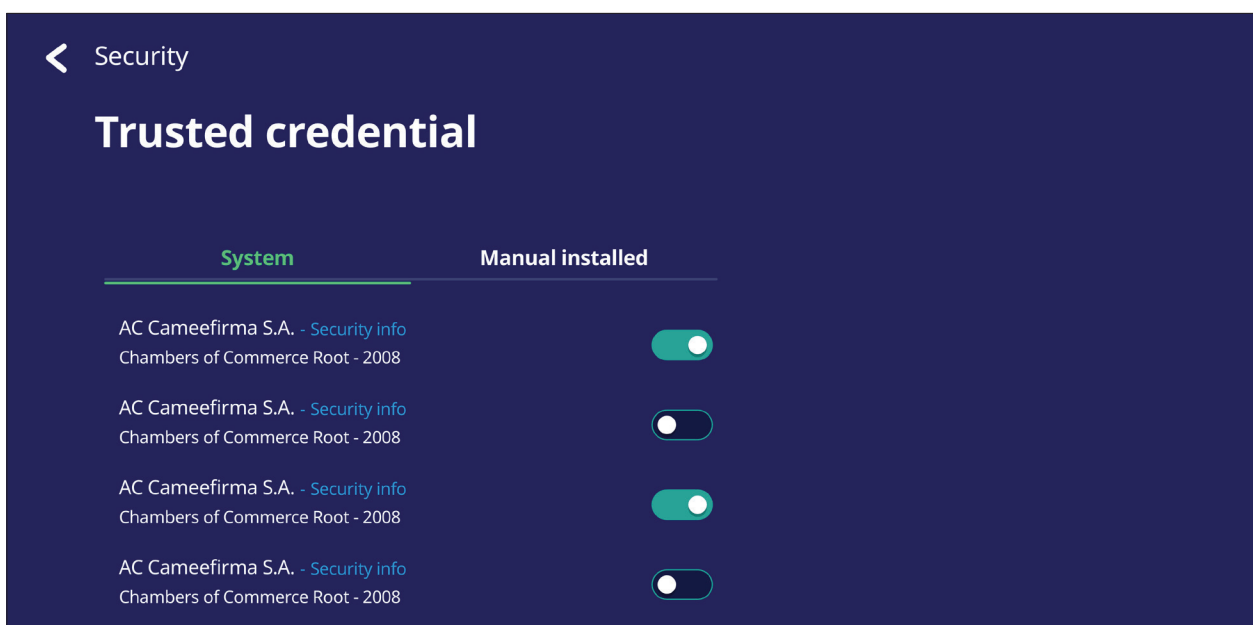 Security
Trusted credential
System
Manual installed
AC Cameefirma S.A. - Security info
Chambers of Commerce Root - 2008
AC Cameefirma S.A. - Security info
Chambers of Commerce Root - 2008
AC Cameefirma S.A. - Security info
Chambers of Commerce Root - 2008
AC Cameefirma S.A. - Security info
Chambers of Commerce Root - 2008